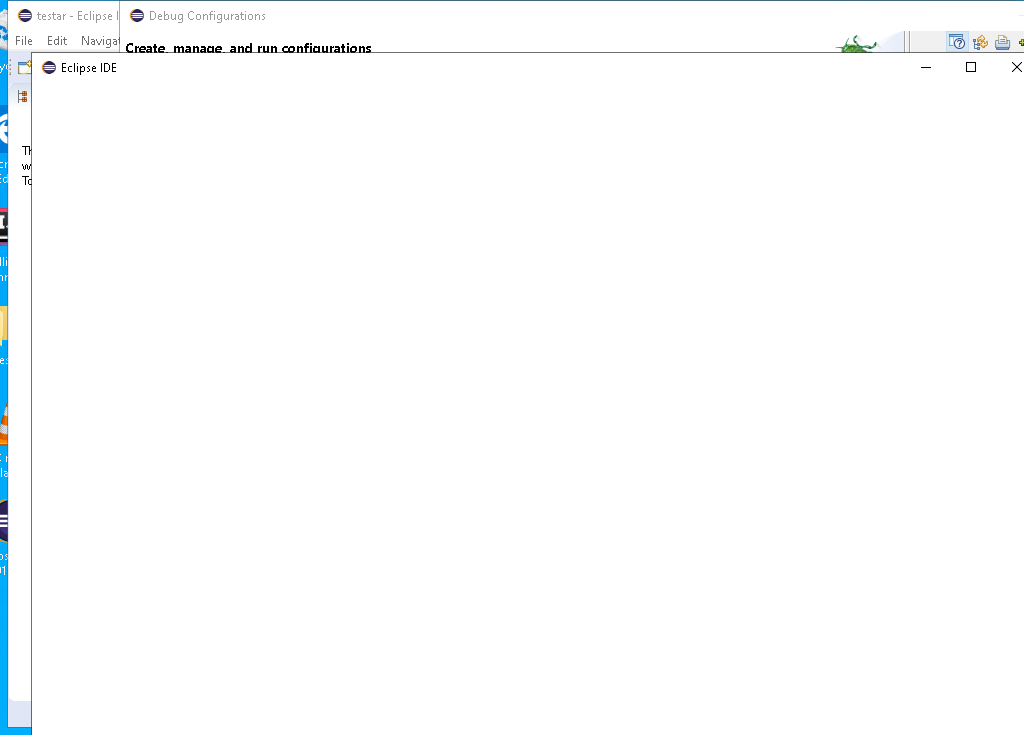 testar - Eclipse I
Debug Configurations
File Edit Navigat
Create, manage, and run configurations
Eclipse IDE
Th
w
To